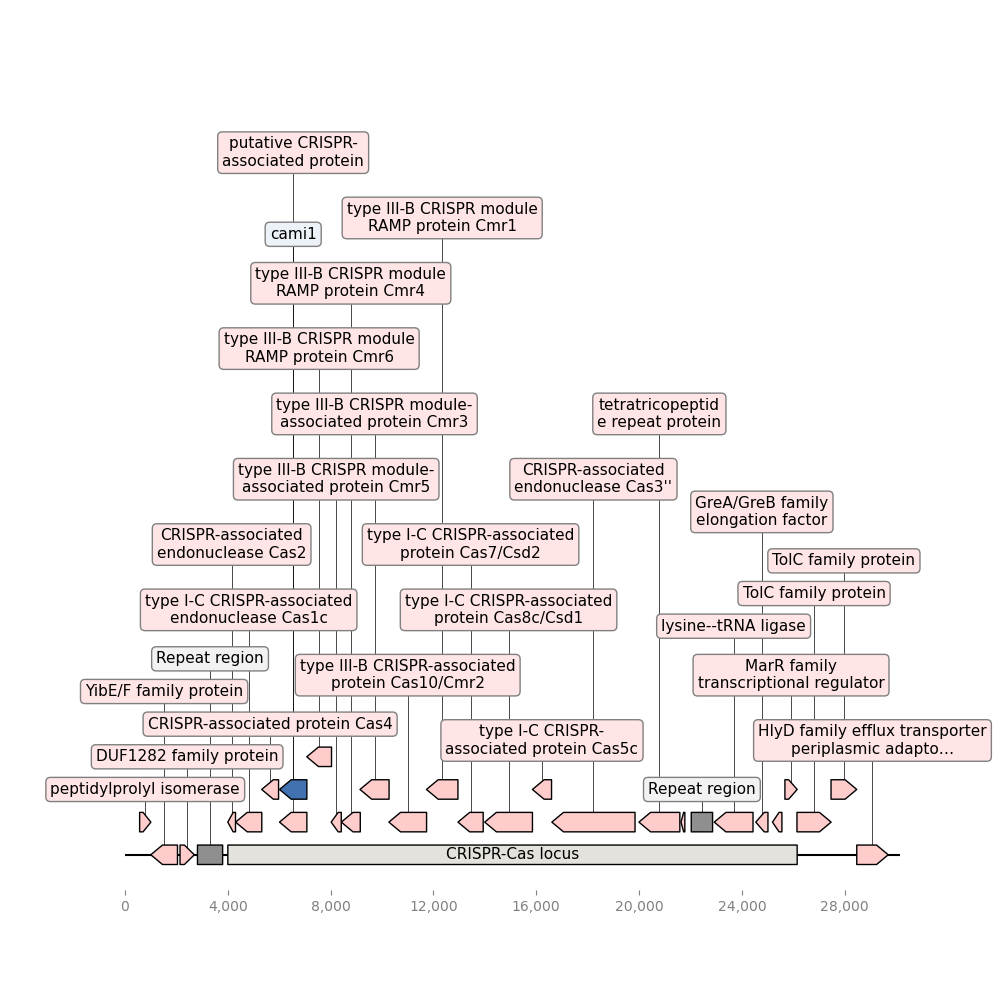 putative CRISPR-
associated protein
type III-B CRISPR module
RAMP protein Cmr1
cami1
type III-B CRISPR module
RAMP protein Cmr4
type III-B CRISPR module
RAMP protein Cmr6
type III-B CRISPR module-
associated protein Cmr3
tetratricopeptid
e repeat protein
type III-B CRISPR module-
associated protein Cmr5
CRISPR-associated
endonuclease Cas3''
GreA/GreB family
elongation factor
CRISPR-associated
endonuclease Cas2
type I-C CRISPR-associated
protein Cas7/Csd2
TolC family protein
TolC family protein
type I-C CRISPR-associated
endonuclease Cas1c
type I-C CRISPR-associated
protein Cas8c/Csd1
lysine--tRNA ligase
Repeat region
type III-B CRISPR-associated
protein Cas10/Cmr2
MarR family
transcriptional regulator
YibE/F family protein
CRISPR-associated protein Cas4
type I-C CRISPR-
associated protein Cas5c
HlyD family efflux transporter
periplasmic adapto...
DUF1282 family protein
peptidylprolyl isomerase
Repeat region
CRISPR-Cas locus
0 4,000 8,000 12,000 16,000 20,000 24,000 28,000